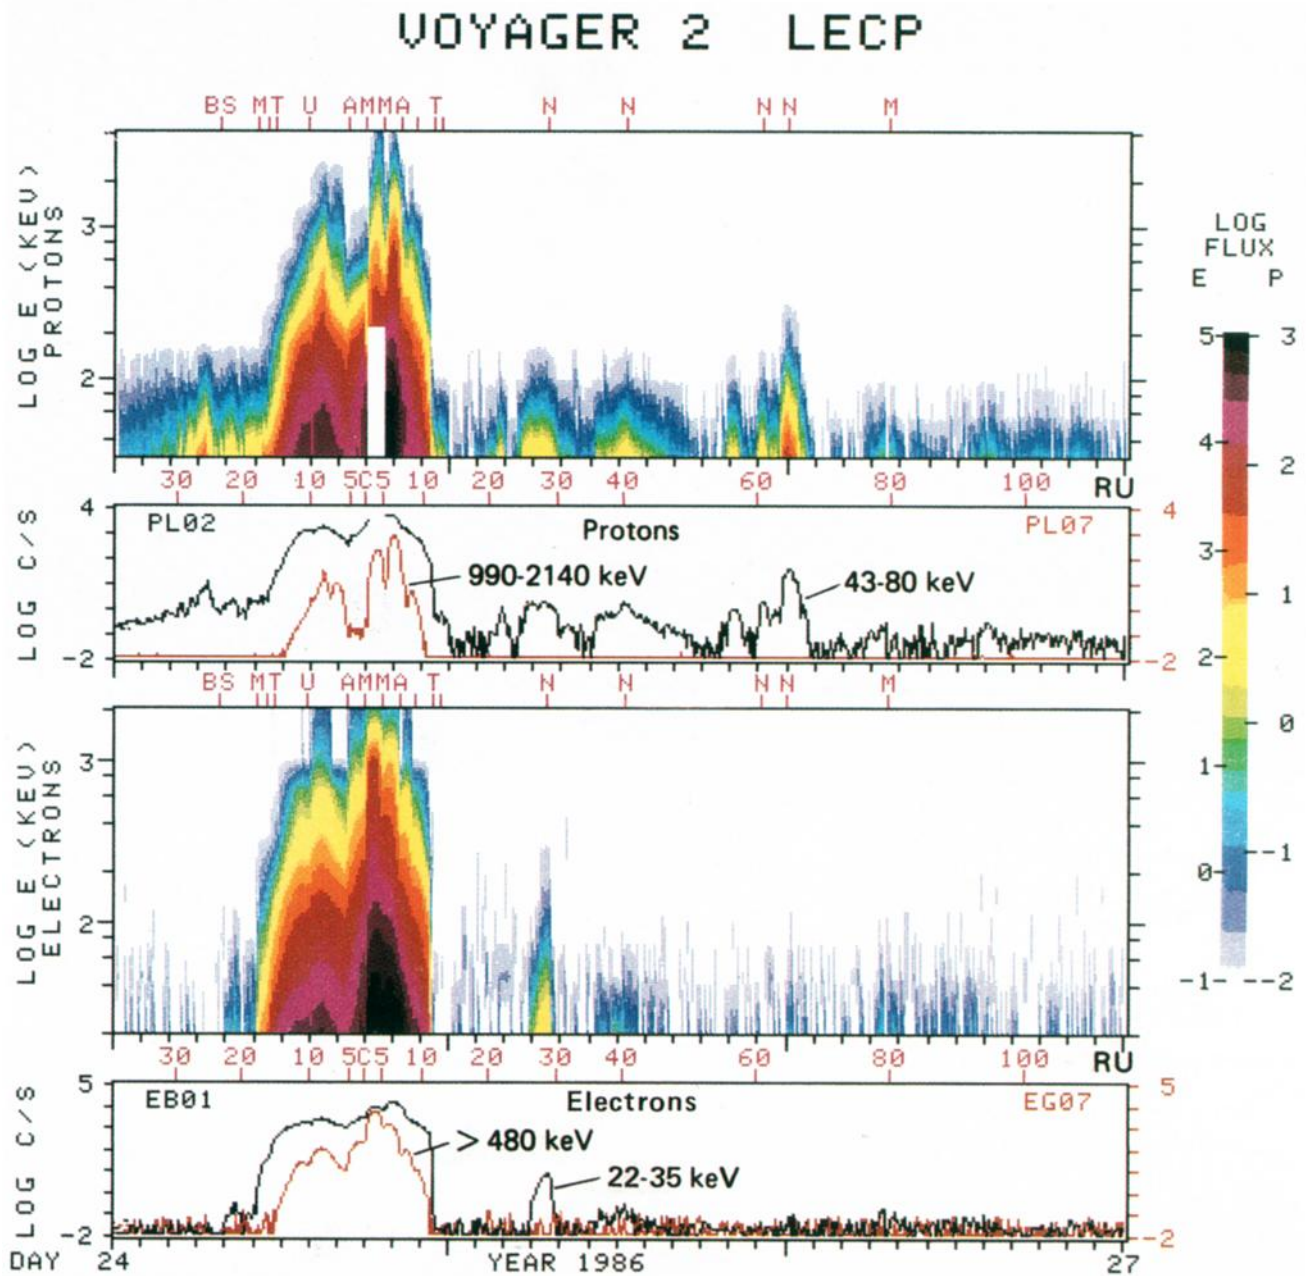 VOYAGER 2 LECP
BS MT U AMMA T N N N N M
LOG E (KEV)
PROTONS
3
2
30 20 10 5C5 10 20 30 40 60 80 100 RU
LOG FLUX
E P
5 3
4 2
3 1
2 0
1 -1
0 -2
-1
LOG C/S
4
-2
PL02 Protons PL07
990-2140 keV
43-80 keV
4
-2
BS MT U AMMA T N N N N M
LOG E (KEV)
ELECTRONS
3
2
30 20 10 5C5 10 20 30 40 60 80 100 RU
LOG C/S
5
-2
EB01 Electrons EG07
> 480 keV
22-35 keV
5
-2
DAY 24 YEAR 1986 27